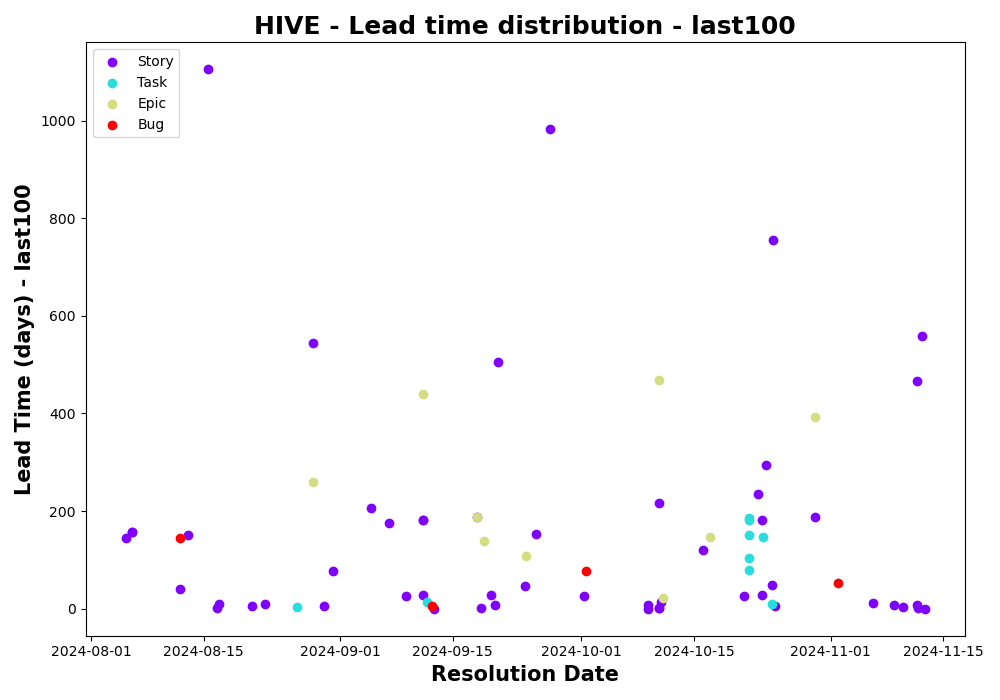 HIVE - Lead time distribution - last100
Story
Task
Epic
Bug
Lead Time (days) - last100
1000
800
600
400
200
0
2024-08-01
2024-08-15
2024-09-01
2024-09-15
2024-10-01
2024-10-15
2024-11-01
2024-11-15
Resolution Date